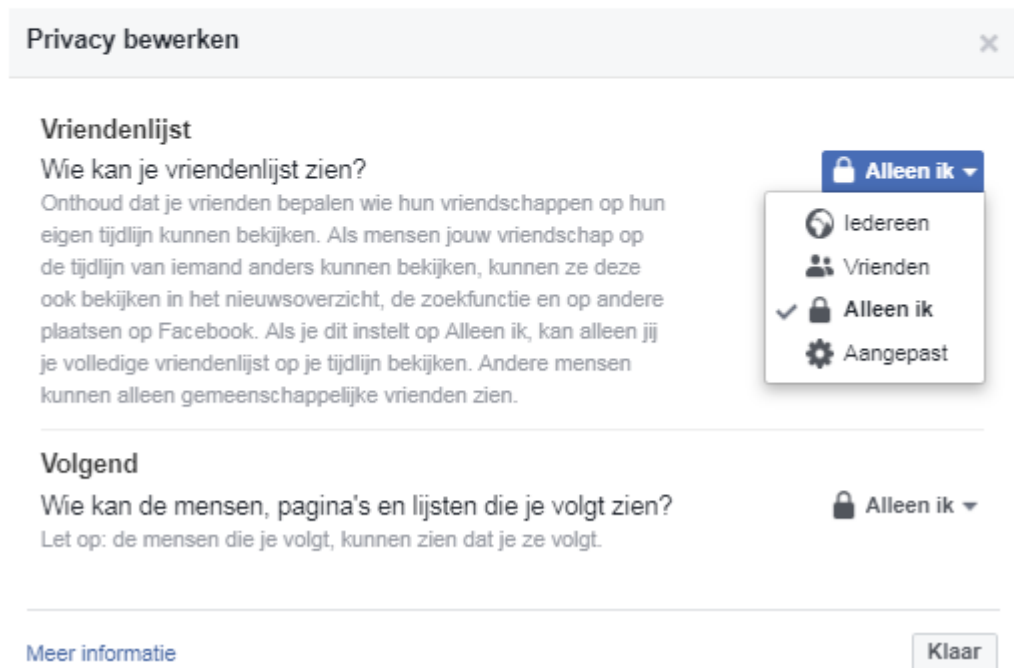 Privacy bewerken
Vriendenlijst
Wie kan je vriendenlijst zien?
Alleen ik
Onthoud dat je vrienden bepalen wie hun vriendschappen op hun
eigen tijdlijn kunnen bekijken. Als mensen jouw vriendschap op
de tijdlijn van iemand anders kunnen bekijken, kunnen ze deze
ook bekijken in het nieuwsoverzicht, de zoekfunctie en op andere
plaatsen op Facebook. Als je dit instelt op Alleen ik, kan alleen jij
je volledige vriendenlijst op je tijdlijn bekijken. Andere mensen
kunnen alleen gemeenschappelijke vrienden zien.
Iedereen
Vrienden
Alleen ik
Aangepast
Volgend
Wie kan de mensen, pagina's en lijsten die je volgt zien?
Alleen ik
Let op: de mensen die je volgt, kunnen zien dat je ze volgt.
Meer informatie
Klaar